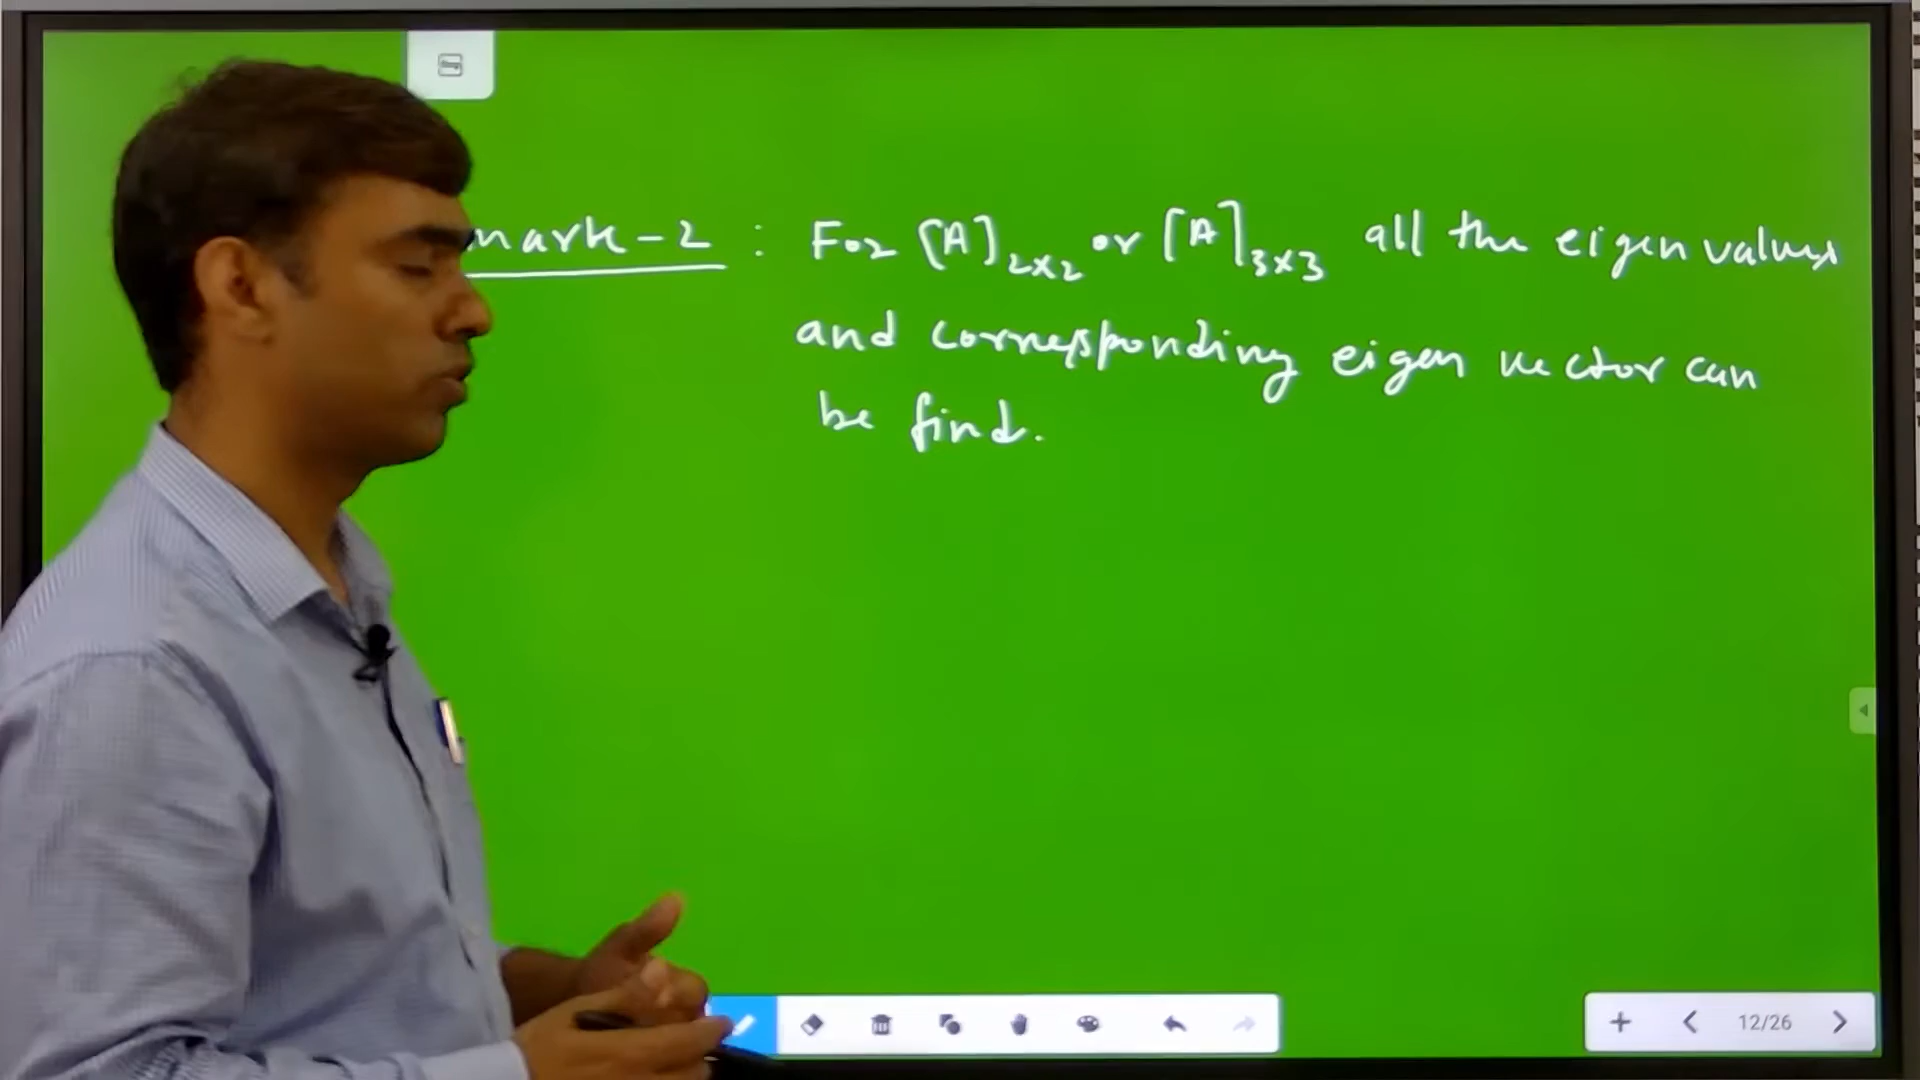 mark-2 : For [A]2x2 or [A]3x3 all the eigen values
and corresponding eigen vector can
be find.
12/26